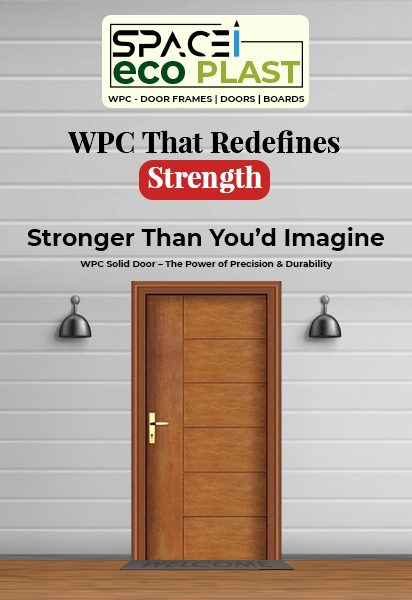 SPACEi
eco PLAST
WPC - DOOR FRAMES | DOORS | BOARDS
WPC That Redefines
Strength
Stronger Than You’d Imagine
WPC Solid Door – The Power of Precision & Durability
WELCOME